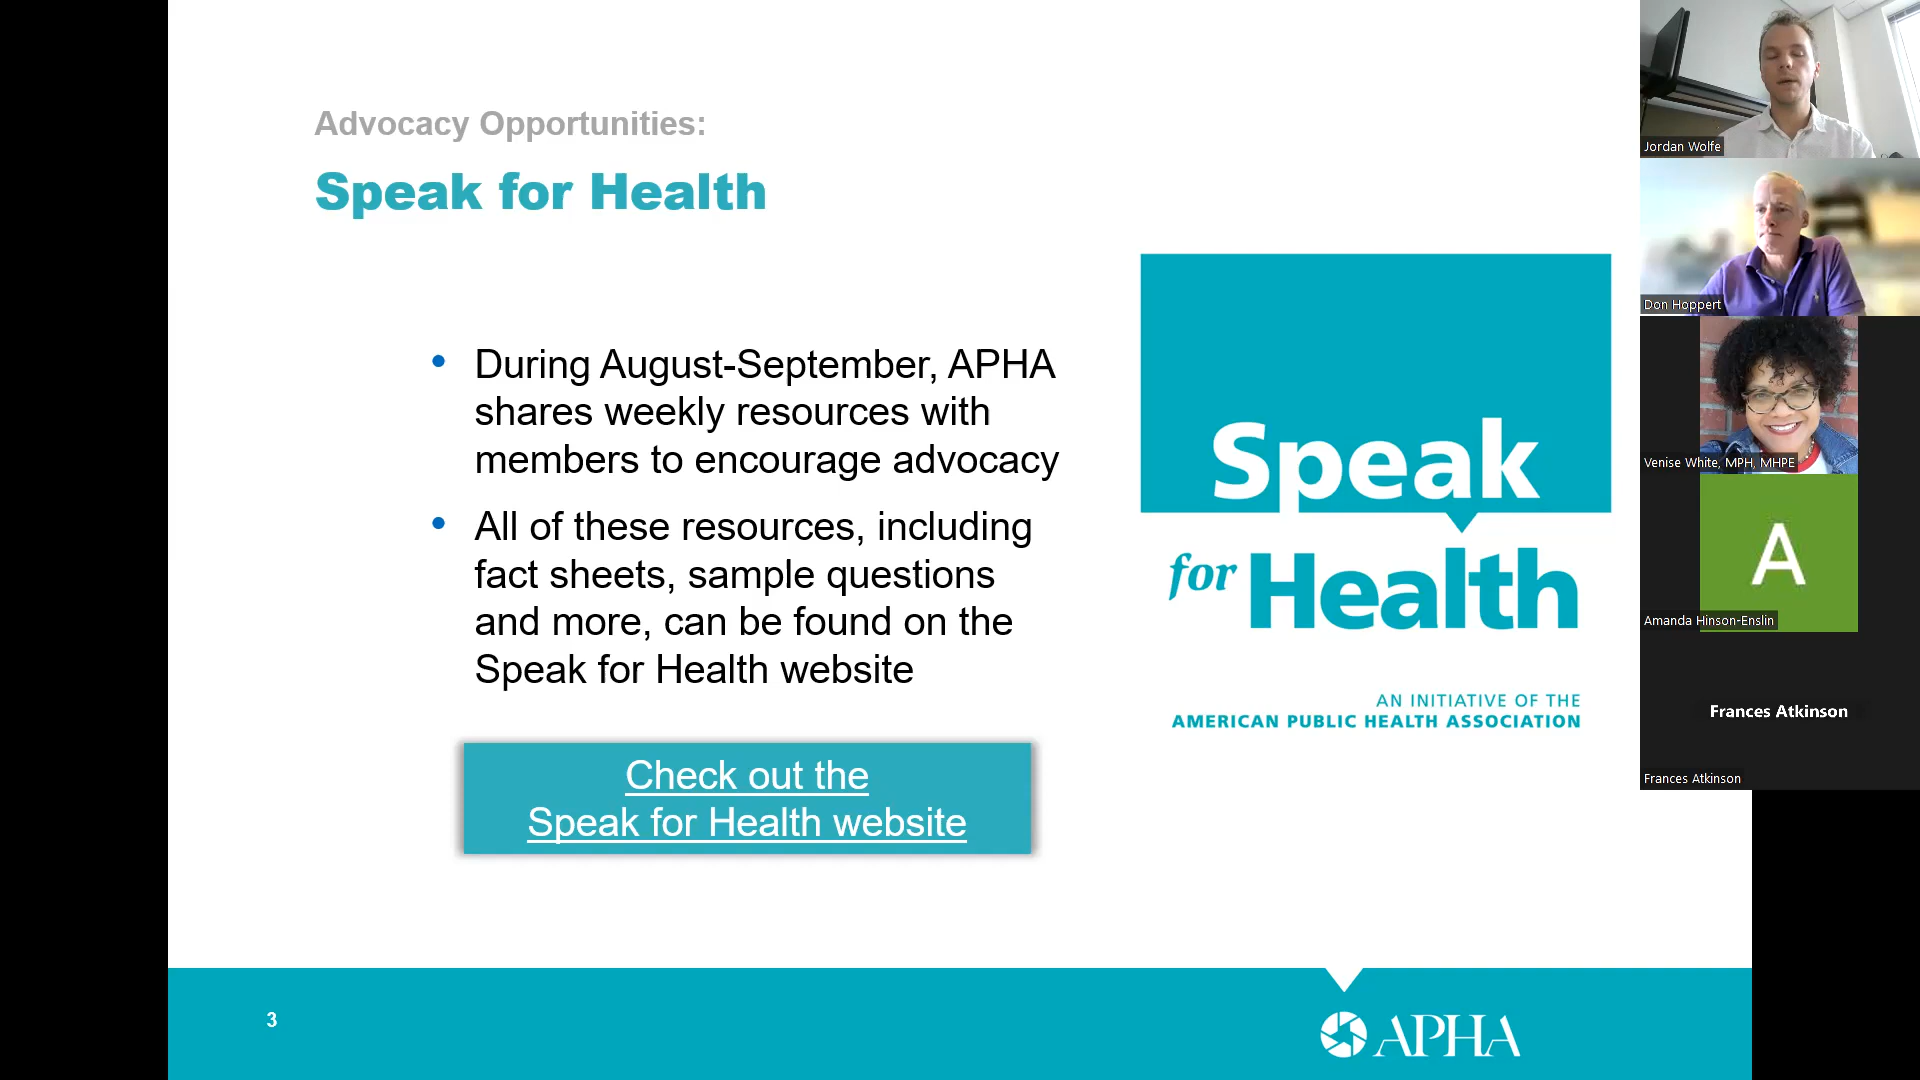 Advocacy Opportunities:
Speak for Health
During August-September, APHA
shares weekly resources with
members to encourage advocacy
All of these resources, including
fact sheets, sample questions
and more, can be found on the
Speak for Health website
Check out the
Speak for Health website
Speak
for Health
AN INITIATIVE OF THE
AMERICAN PUBLIC HEALTH ASSOCIATION
3
APHA
Jordan Wolfe
Don Hoppert
Venise White, MPH, MHPE
A
Amanda Hinson-Enslin
Frances Atkinson
Frances Atkinson